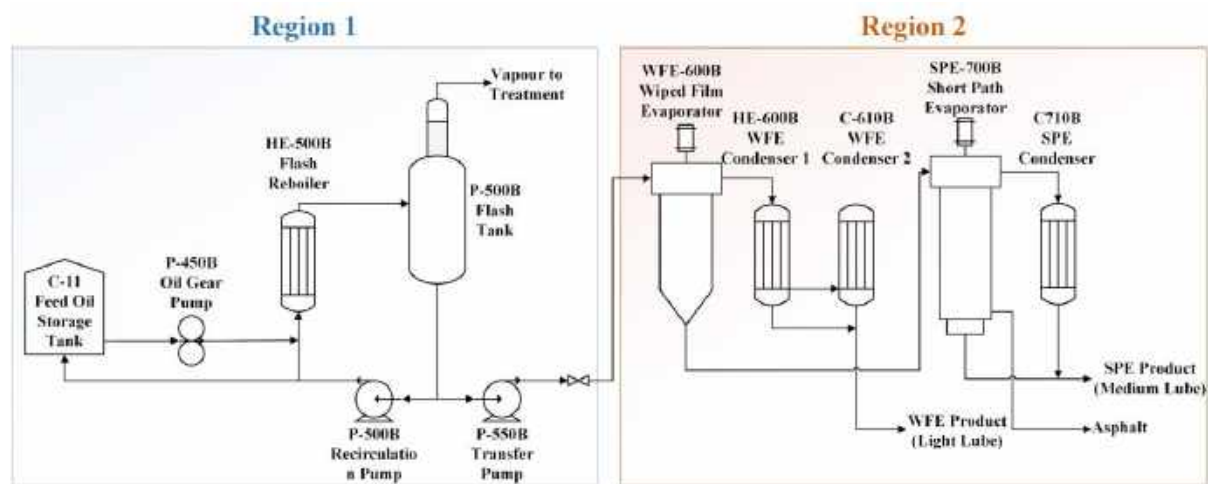 Region 1
Region 2
Vapour to
Treatment
HE-500B
Flash
Reboiler
P-500B
Flash
Tank
P-450B
Oil Gear
Pump
C-11
Feed Oil
Storage
Tank
P-500B
Recirculatio
n Pump
P-550B
Transfer
Pump
WFE-600B
Wiped Film
Evaporator
HE-600B
WFE
Condenser 1
C-610B
WFE
Condenser 2
SPE-700B
Short Path
Evaporator
C710B
SPE
Condenser
SPE Product
(Medium Lube)
WFE Product
(Light Lube)
Asphalt